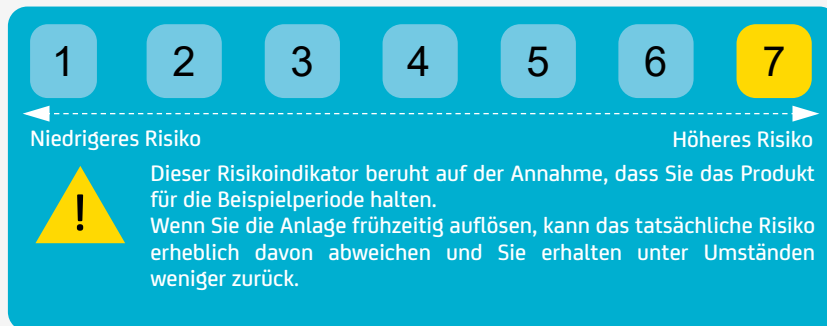 1 2 3 4 5 6 7
Niedrigeres Risiko Höheres Risiko
Dieser Risikoindikator beruht auf der Annahme, dass Sie das Produkt
für die Beispielperiode halten.
Wenn Sie die Anlage frühzeitig auflösen, kann das tatsächliche Risiko
erheblich davon abweichen und Sie erhalten unter Umständen
weniger zurück.
!